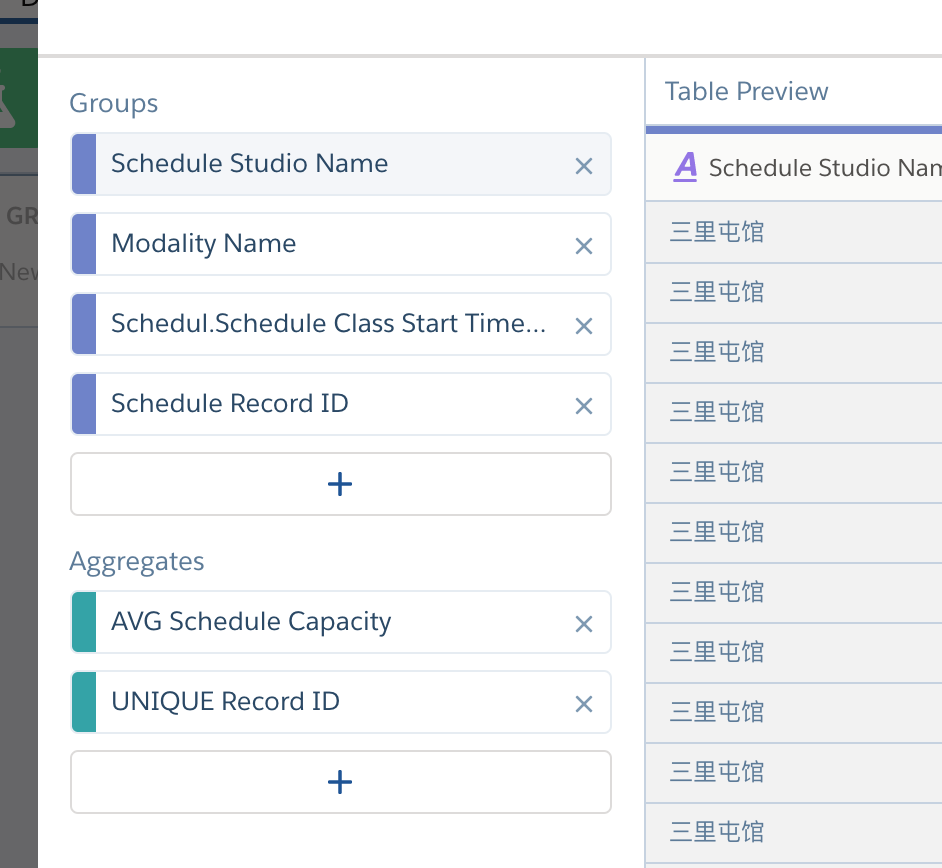 Groups
Schedule Studio Name
Modality Name
Schedul.Schedule Class Start Time...
Schedule Record ID
Aggregates
AVG Schedule Capacity
UNIQUE Record ID
Table Preview
Schedule Studio Nam
三里屯馆
三里屯馆
三里屯馆
三里屯馆
三里屯馆
三里屯馆
三里屯馆
三里屯馆
三里屯馆
三里屯馆
三里屯馆
GR
New